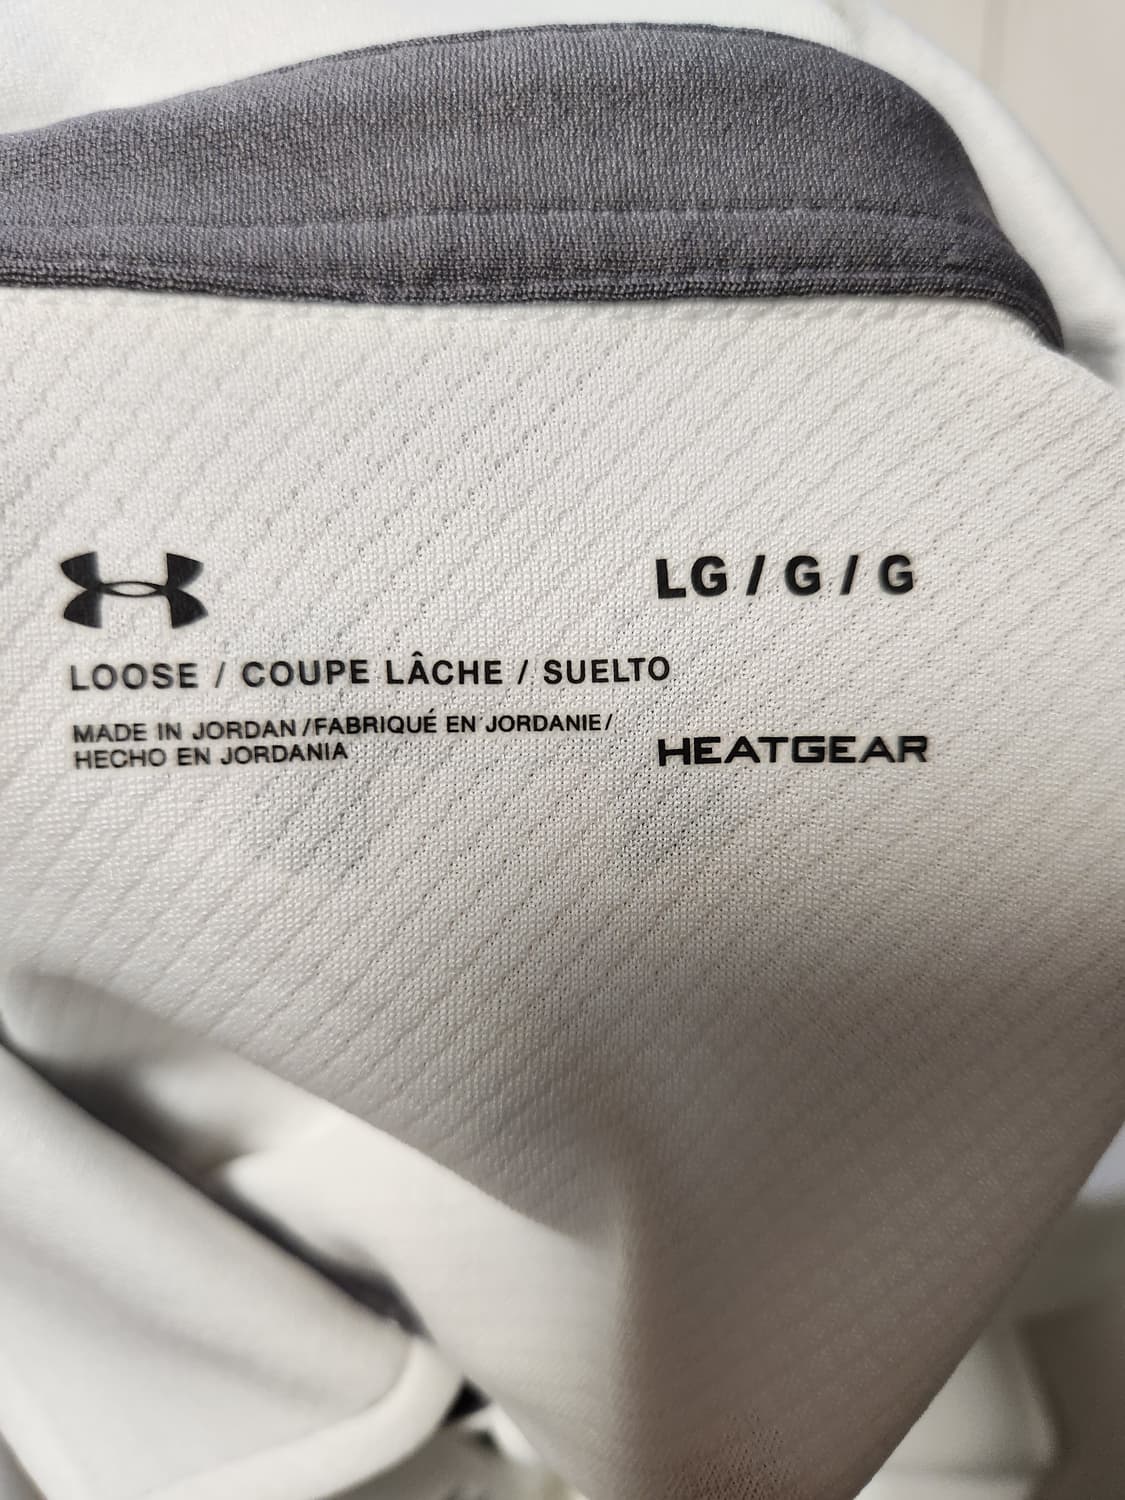 LG / G / G
LOOSE / COUPE LÂCHE / SUELTO
MADE IN JORDAN / FABRIQUÉ EN JORDANIE /
HECHO EN JORDANIA
HEATGEAR